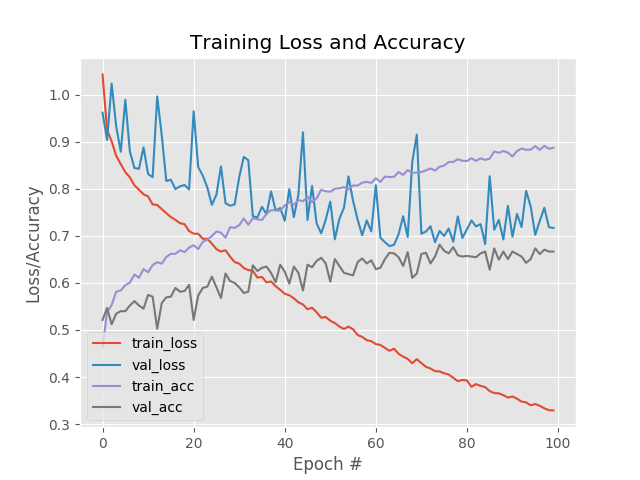 Training Loss and Accuracy
Loss/Accuracy
1.0
0.9
0.8
0.7
0.6
0.5
0.4
0.3
train_loss
val_loss
train_acc
val_acc
0 20 40 60 80 100
Epoch #